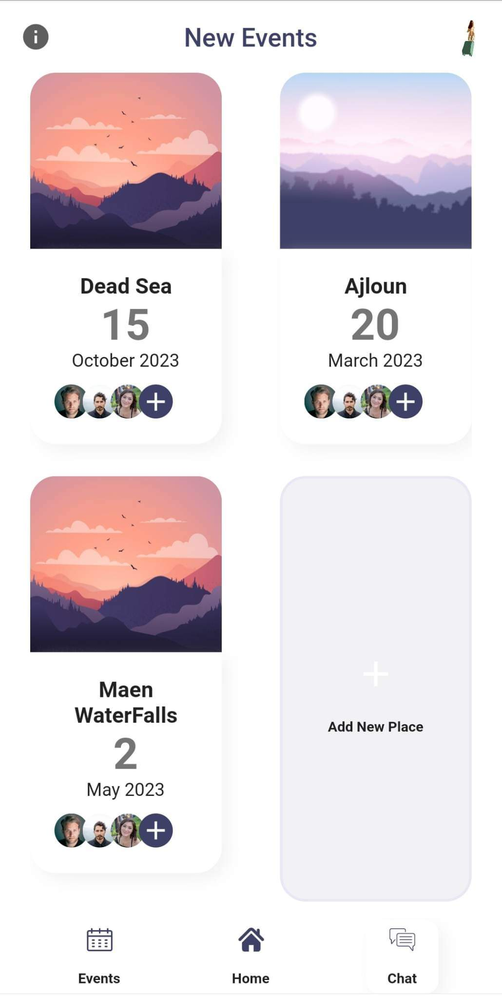 New Events
Dead Sea
15
October 2023
Ajloun
20
March 2023
Maen
WaterFalls
2
May 2023
Add New Place
Events
Home
Chat